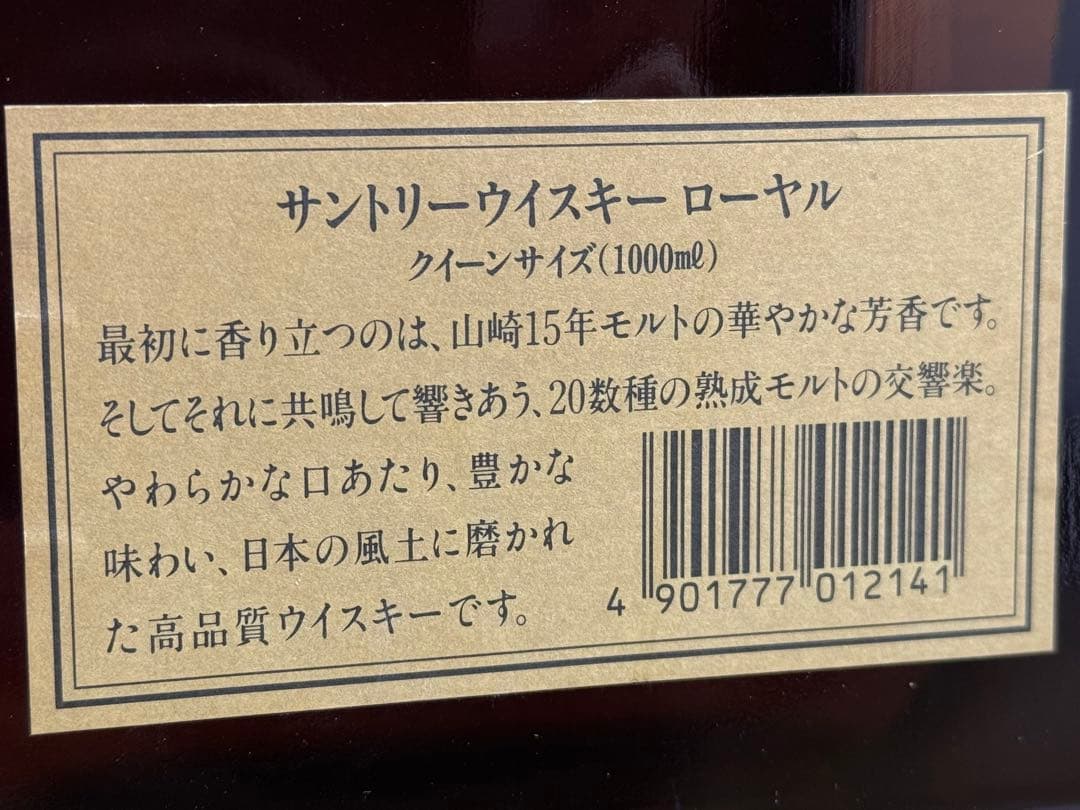 サントリーウイスキー ローヤル
クイーンサイズ(1000㎖)
最初に香り立つのは、山崎15年モルトの華やかな芳香です。
そしてそれに共鳴して響きあう、20数種の熟成モルトの交響楽。
やわらかな口あたり、豊かな
味わい、日本の風土に磨かれ
た高品質ウイスキーです。
4 901777 012141